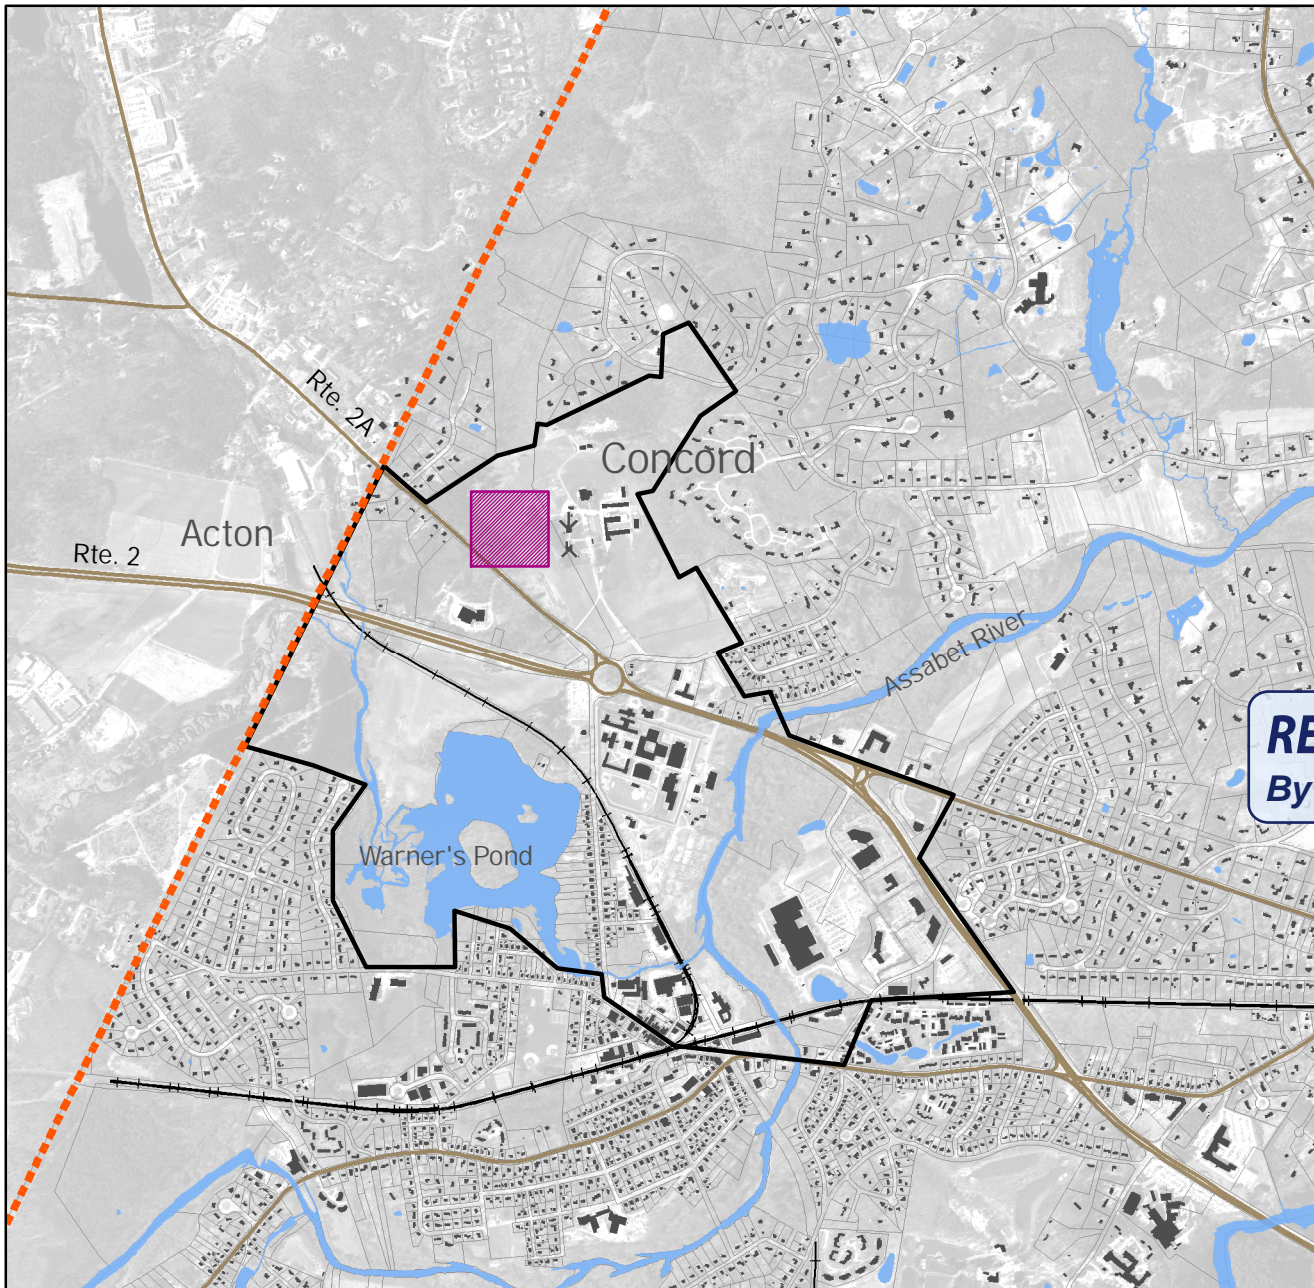 Rte. 2A
Concord
Acton
Rte. 2
Assabet River
By
Warner's Pond